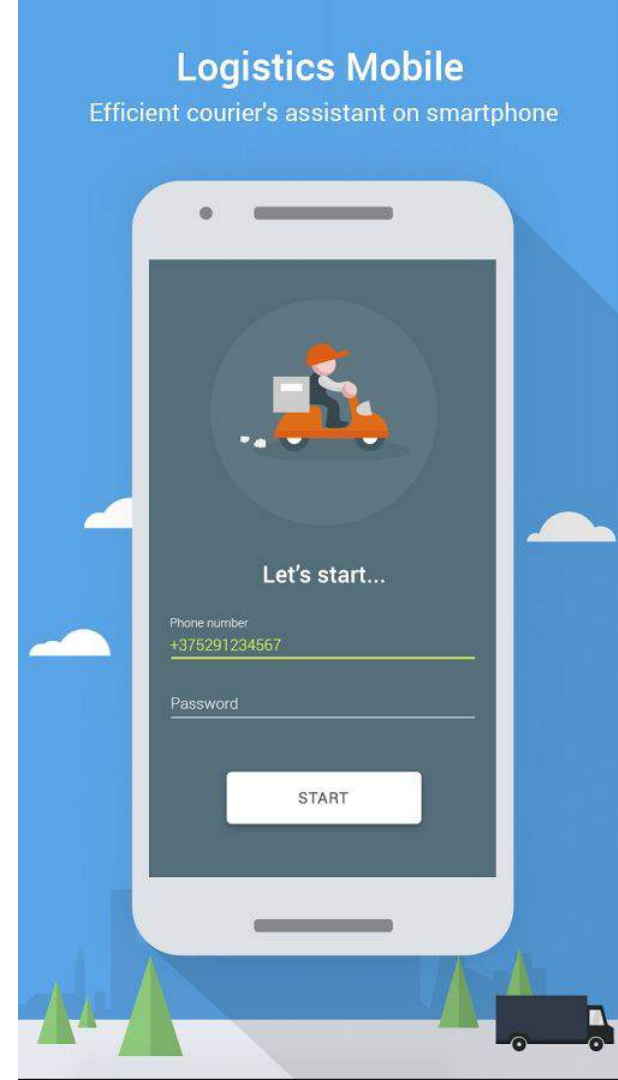 Logistics Mobile
Efficient courier's assistant on smartphone
Let's start...
Phone number
+375291234567
Password
START